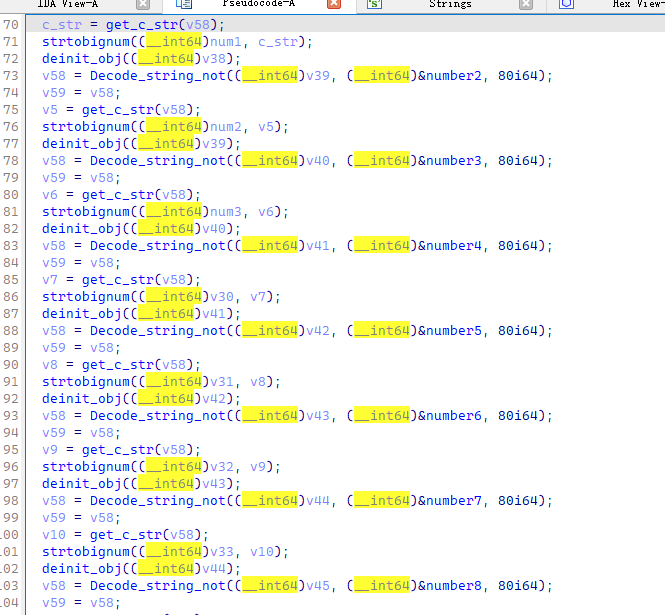 IDA View-A Pseudocode-A Strings Hex View-
70 c_str = get_c_str(v58);
71 strtobignum((__int64)num1, c_str);
72 deinit_obj((__int64)v38);
73 v58 = Decode_string_not((__int64)v39, (__int64)&number2, 80i64);
74 v59 = v58;
75 v5 = get_c_str(v58);
76 strtobignum((__int64)num2, v5);
77 deinit_obj((__int64)v39);
78 v58 = Decode_string_not((__int64)v40, (__int64)&number3, 80i64);
79 v59 = v58;
80 v6 = get_c_str(v58);
81 strtobignum((__int64)num3, v6);
82 deinit_obj((__int64)v40);
83 v58 = Decode_string_not((__int64)v41, (__int64)&number4, 80i64);
84 v59 = v58;
85 v7 = get_c_str(v58);
86 strtobignum((__int64)v30, v7);
87 deinit_obj((__int64)v41);
88 v58 = Decode_string_not((__int64)v42, (__int64)&number5, 80i64);
89 v59 = v58;
90 v8 = get_c_str(v58);
91 strtobignum((__int64)v31, v8);
92 deinit_obj((__int64)v42);
93 v58 = Decode_string_not((__int64)v43, (__int64)&number6, 80i64);
94 v59 = v58;
95 v9 = get_c_str(v58);
96 strtobignum((__int64)v32, v9);
97 deinit_obj((__int64)v43);
98 v58 = Decode_string_not((__int64)v44, (__int64)&number7, 80i64);
99 v59 = v58;
00 v10 = get_c_str(v58);
01 strtobignum((__int64)v33, v10);
02 deinit_obj((__int64)v44);
03 v58 = Decode_string_not((__int64)v45, (__int64)&number8, 80i64);
04 v59 = v58;